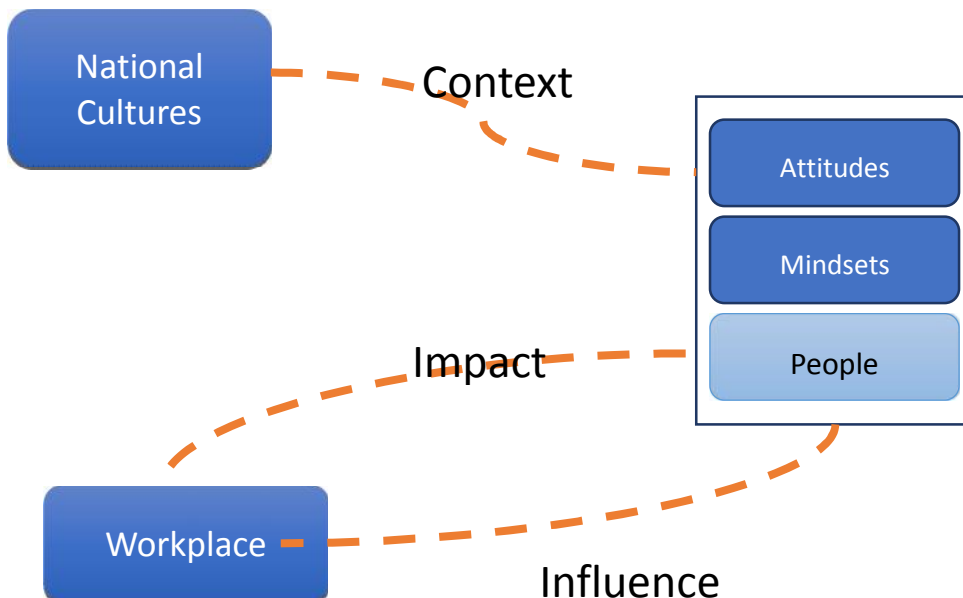 National
Cultures
Context
Attitudes
Mindsets
People
Impact
Workplace
Influence